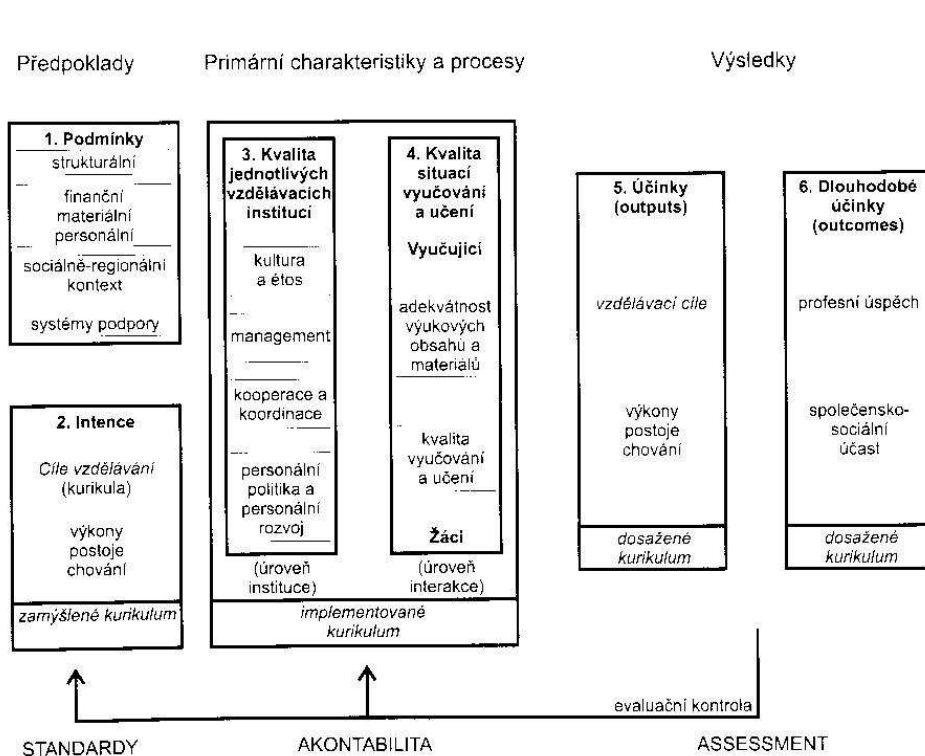 Předpoklady
Primární charakteristiky a procesy
Výsledky
1. Podmínky
strukturální
finanční
materiální
personální
sociálně-regionální
kontext
systémy podpory
2. Intence
Cíle vzdělávání
(kurikula)
výkony
postoje
chování
zamýšlené kurikulum
3. Kvalita
jednotlivých
vzdělávacích
institucí
kultura
a étos
management
kooperace a
koordinace
personální
politika a
personální
rozvoj
(úroveň
instituce)
4. Kvalita
situací
vyučování
a učení
Vyučující
adekvátnost
výukových
obsahů a
materiálů
kvalita
vyučování
a učení
Žáci
(úroveň
interakce)
implementované
kurikulum
5. Účinky
(outputs)
vzdělávací cíle
výkony
postoje
chování
dosažené
kurikulum
6. Dlouhodobé
účinky
(outcomes)
profesní úspěch
společensko-
sociální
účast
dosažené
kurikulum
evaluační kontrola
STANDARDY
AKONTABILITA
ASSESSMENT